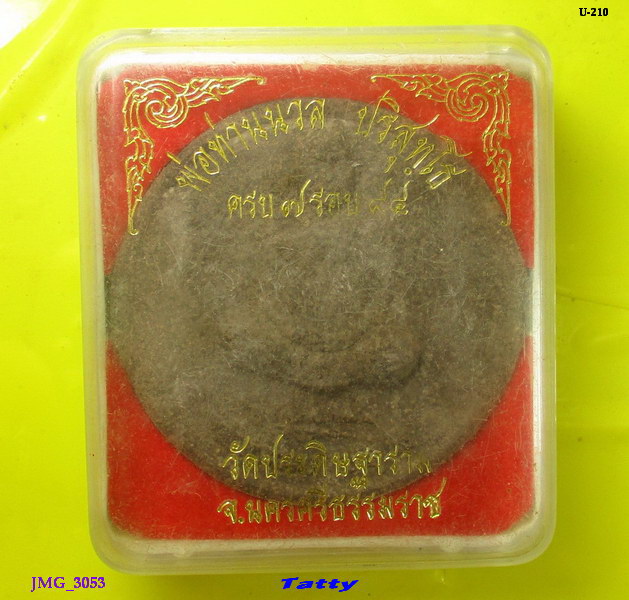 U-210
พ่อท่านนวล ปริสุทฺโธ
ครบ ๗ รอบ ๘๔
วัดประดิษฐาราม
จ.นครศรีธรรมราช
JMG_3053
Tatty